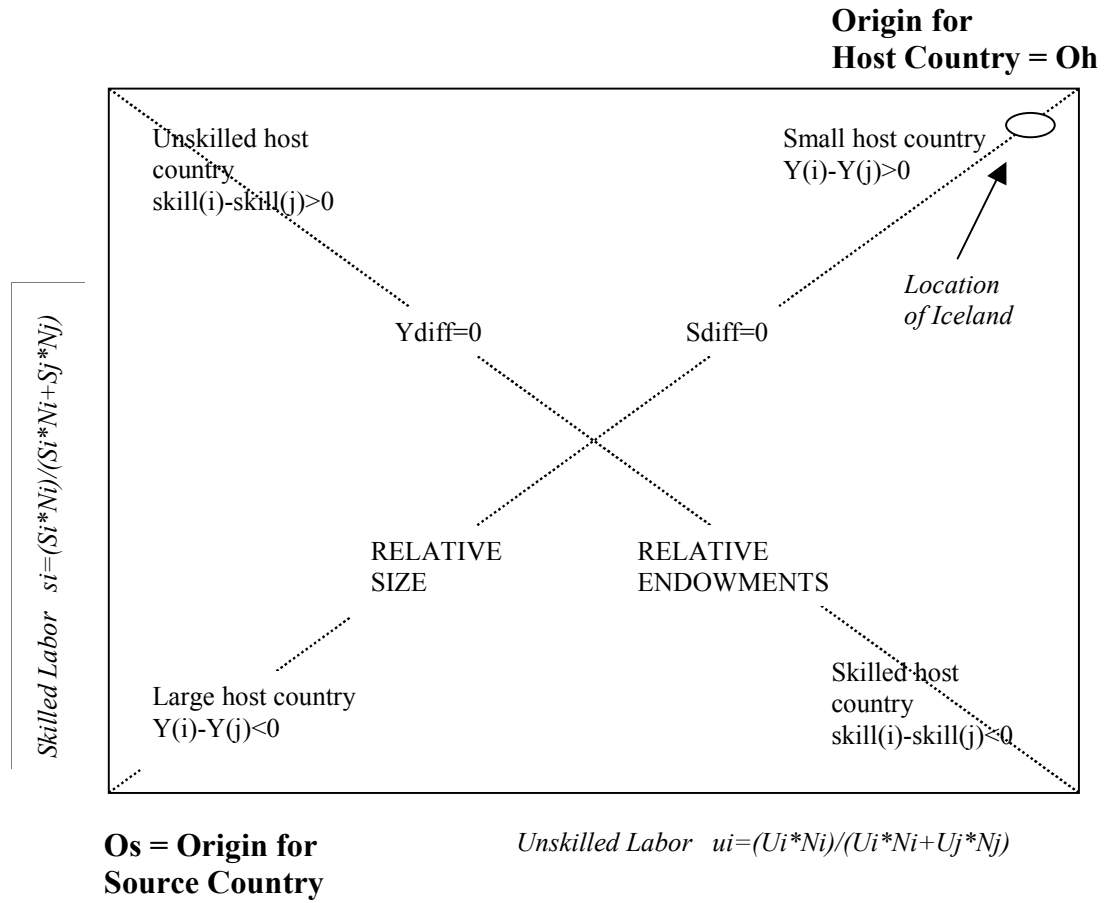 Origin for
Host Country = Oh
Unskilled host
country
skill(i)-skill(j)>0
Small host country
Y(i)-Y(j)>0
Location
of Iceland
Ydiff=0
Sdiff=0
Skilled Labor si=(Si*Ni)/(Si*Ni+Sj*Nj)
RELATIVE
SIZE
RELATIVE
ENDOWMENTS
Large host country
Y(i)-Y(j)<0
Skilled host
country
skill(i)-skill(j)<0
Os = Origin for
Source Country
Unskilled Labor ui=(Ui*Ni)/(Ui*Ni+Uj*Nj)